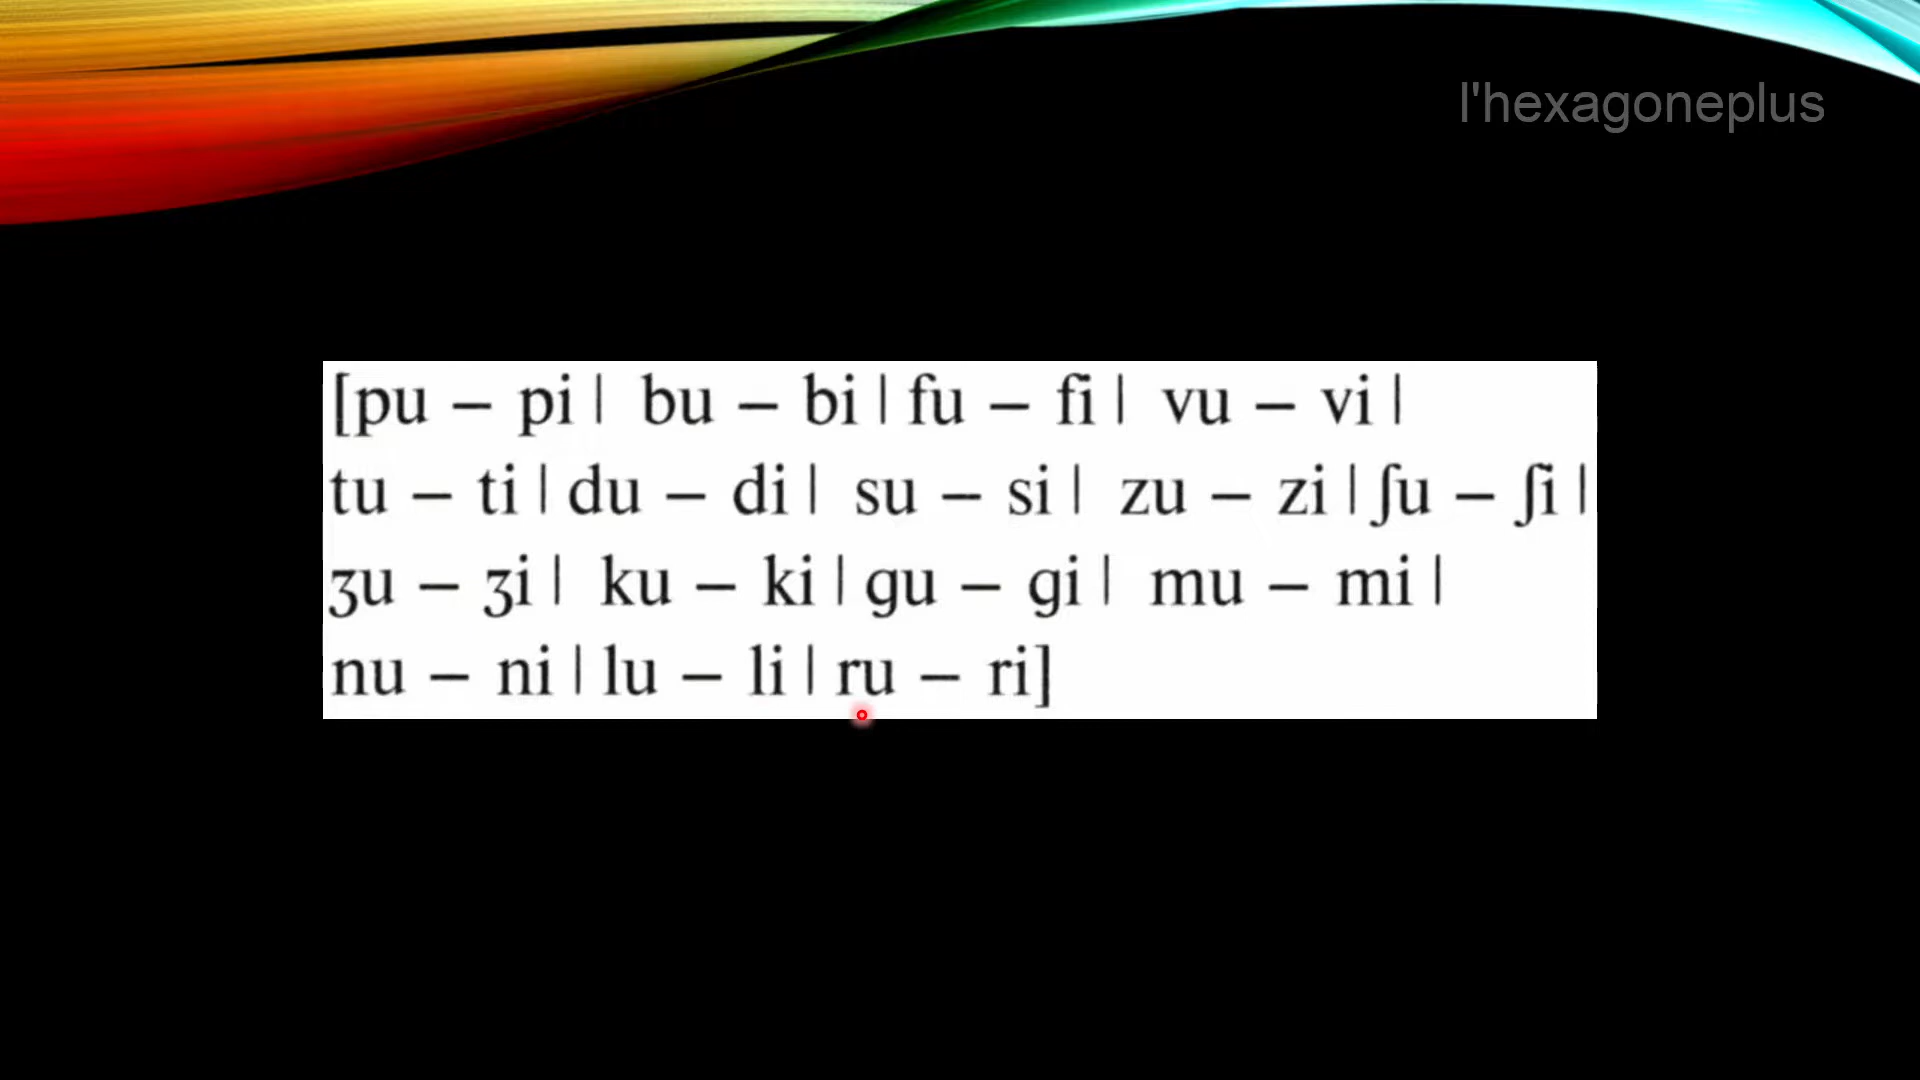 l'hexagoneplus
[pu – pi | bu – bi | fu – fi | vu – vi |
tu – ti | du – di | su – si | zu – zi | ʃu – ʃi |
ʒu – ʒi | ku – ki | gu – gi | mu – mi |
nu – ni | lu – li | ru – ri]